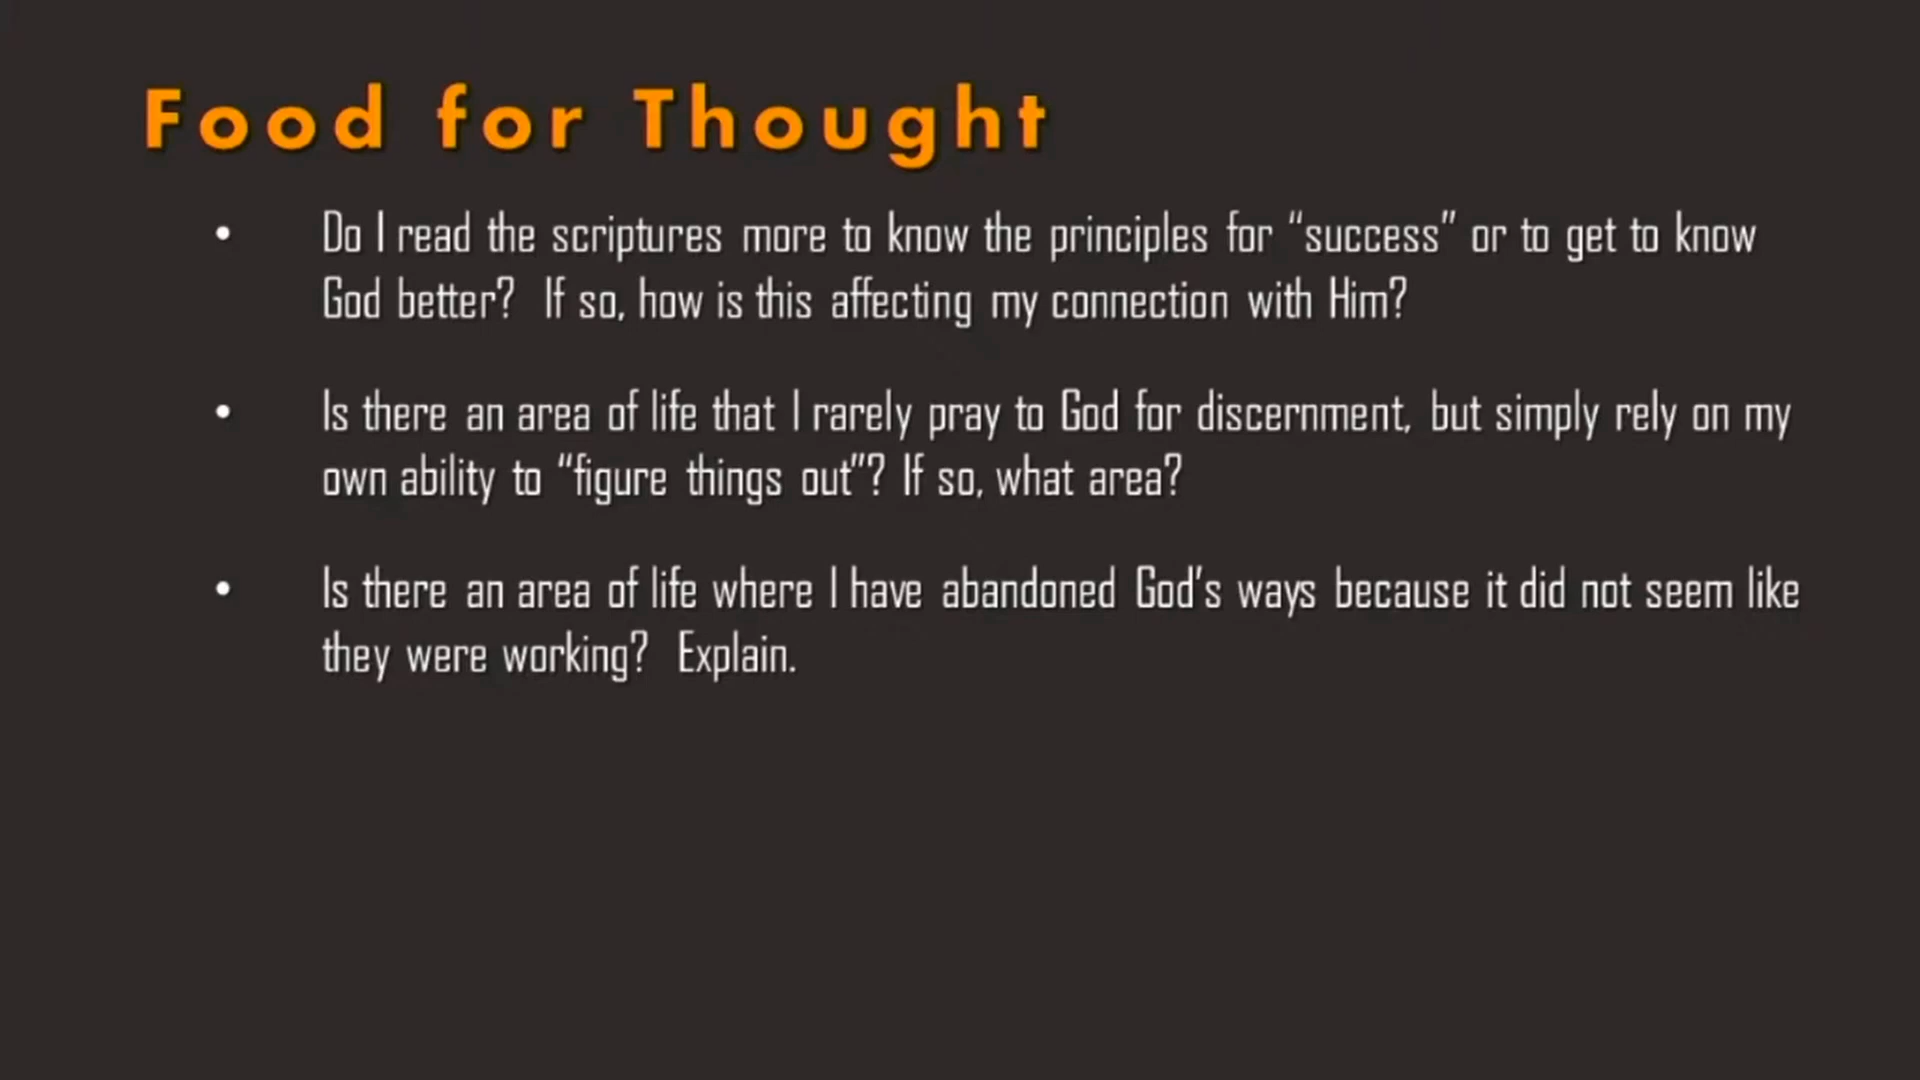 Food for Thought
• Do I read the scriptures more to know the principles for “success” or to get to know
God better?  If so, how is this affecting my connection with Him?
• Is there an area of life that I rarely pray to God for discernment, but simply rely on my
own ability to “figure things out”? If so, what area?
• Is there an area of life where I have abandoned God’s ways because it did not seem like
they were working?  Explain.